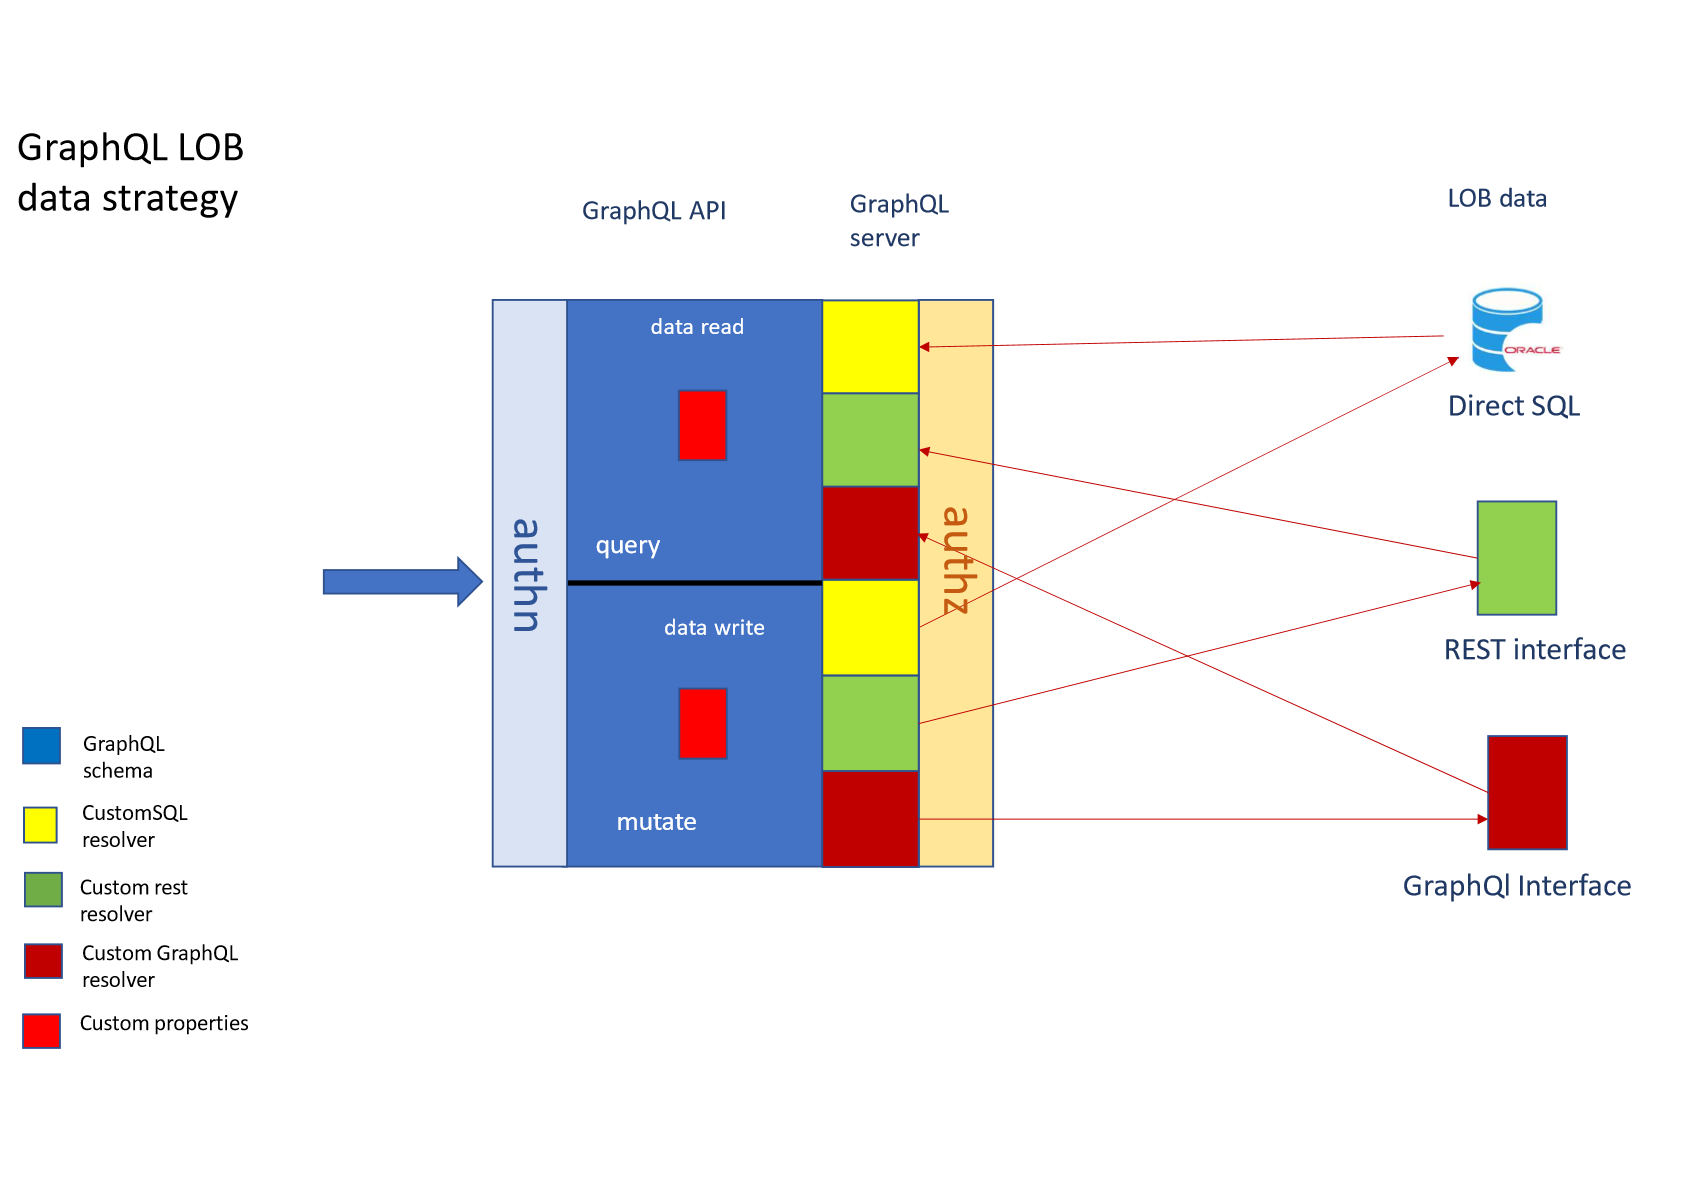 GraphQL LOB
data strategy
GraphQL API
GraphQL
server
LOB data
data read
query
data write
mutate
authn
authz
ORACLE
Direct SQL
REST interface
GraphQl Interface
GraphQL
schema
CustomSQL
resolver
Custom rest
resolver
Custom GraphQL
resolver
Custom properties